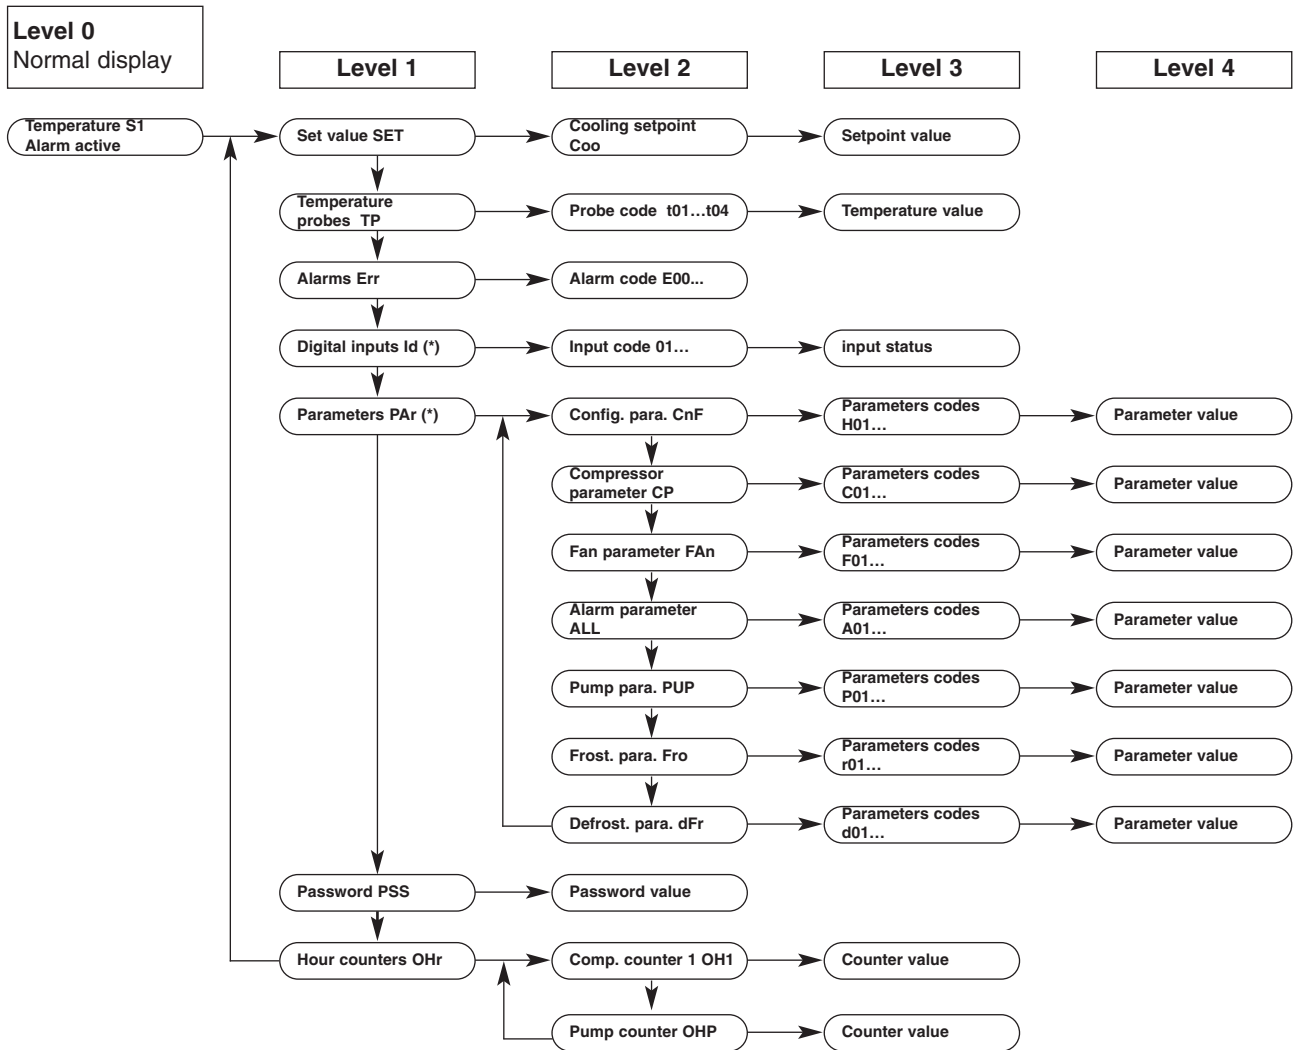 Level 0
Normal display
Level 1
Level 2
Level 3
Level 4
Temperature S1
Alarm active
Set value SET
Cooling setpoint
Coo
Setpoint value
Temperature
probes TP
Probe code t01...t04
Temperature value
Alarms Err
Alarm code E00...
Digital inputs Id (*)
Input code 01...
input status
Parameters PAr (*)
Config. para. CnF
Parameters codes
H01...
Parameter value
Compressor
parameter CP
Parameters codes
C01...
Parameter value
Fan parameter FAn
Parameters codes
F01...
Parameter value
Alarm parameter
ALL
Parameters codes
A01...
Parameter value
Pump para. PUP
Parameters codes
P01...
Parameter value
Frost. para. Fro
Parameters codes
r01...
Parameter value
Defrost. para. dFr
Parameters codes
d01...
Parameter value
Password PSS
Password value
Hour counters OHr
Comp. counter 1 OH1
Counter value
Pump counter OHP
Counter value